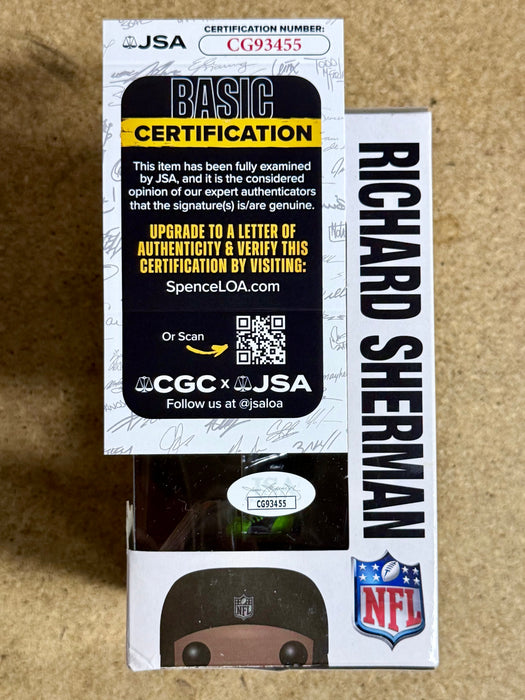 CERTIFICATION NUMBER:
JSA
CG93455
BASIC
CERTIFICATION
This item has been fully examined
by JSA, and it is the considered
opinion of our expert authenticators
that the signature(s) is/are genuine.
UPGRADE TO A LETTER OF
AUTHENTICITY & VERIFY THIS
CERTIFICATION BY VISITING:
SpenceLOA.com
Or Scan
CGC x JSA
Follow us at @jsaloa
RICHARD SHERMAN
JSA
CG93455
NFL
NFL